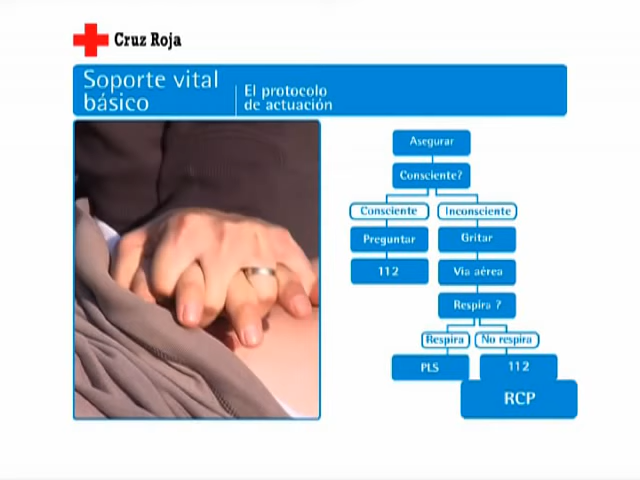 Cruz Roja
Soporte vital
básico
El protocolo
de actuación
Asegurar
Consciente?
Consciente
Inconsciente
Preguntar
Gritar
112
Via aérea
Respira ?
Respira
No respira
PLS
112
RCP